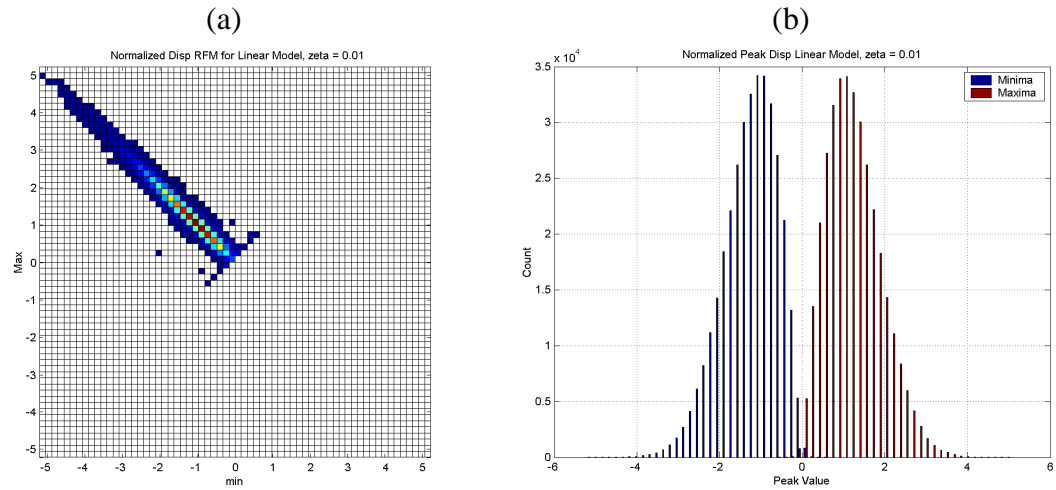 (a)
Normalized Disp RFM for Linear Model, zeta = 0.01
Max
5
4
3
2
1
0
-1
-2
-3
-4
-5
-5 -4 -3 -2 -1 0 1 2 3 4 5
min
(b)
Normalized Peak Disp Linear Model, zeta = 0.01
x 10^4
Count
3.5
3
2.5
2
1.5
1
0.5
0
-6 -4 -2 0 2 4 6
Peak Value
Minima
Maxima